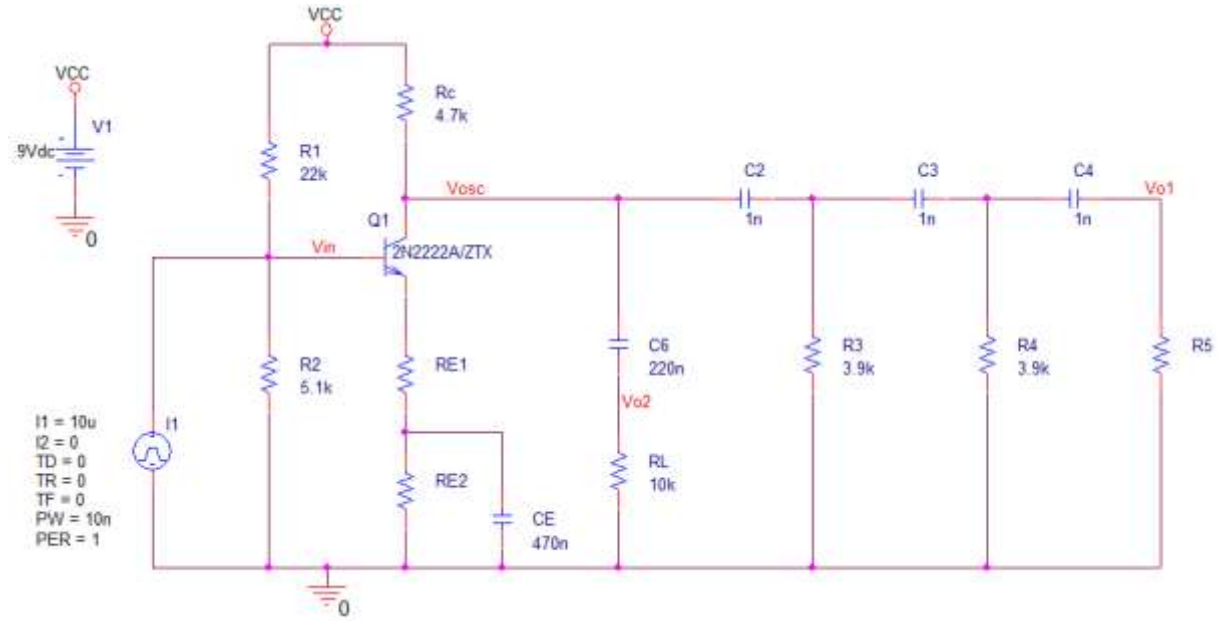 VCC
VCC
V1
9Vdc
0
Rc
4.7k
R1
22k
Vosc
C2
1n
C3
1n
C4
1n
Vo1
Q1
2N2222A/ZTX
Vin
R2
5.1k
RE1
C6
220n
Vo2
R3
3.9k
R4
3.9k
R5
I1 = 10u
I2 = 0
TD = 0
TR = 0
TF = 0
PW = 10n
PER = 1
I1
RE2
CE
470n
RL
10k
0